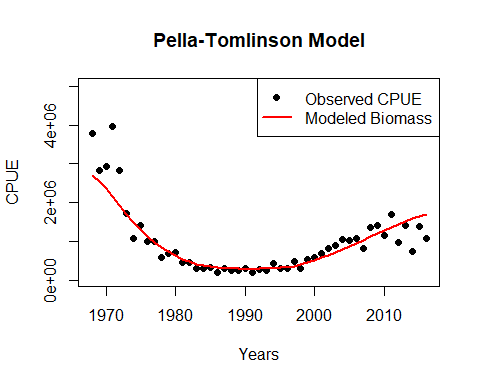 Pella-Tomlinson Model
Observed CPUE
Modeled Biomass
CPUE
4e+06
2e+06
0e+00
1970 1980 1990 2000 2010
Years